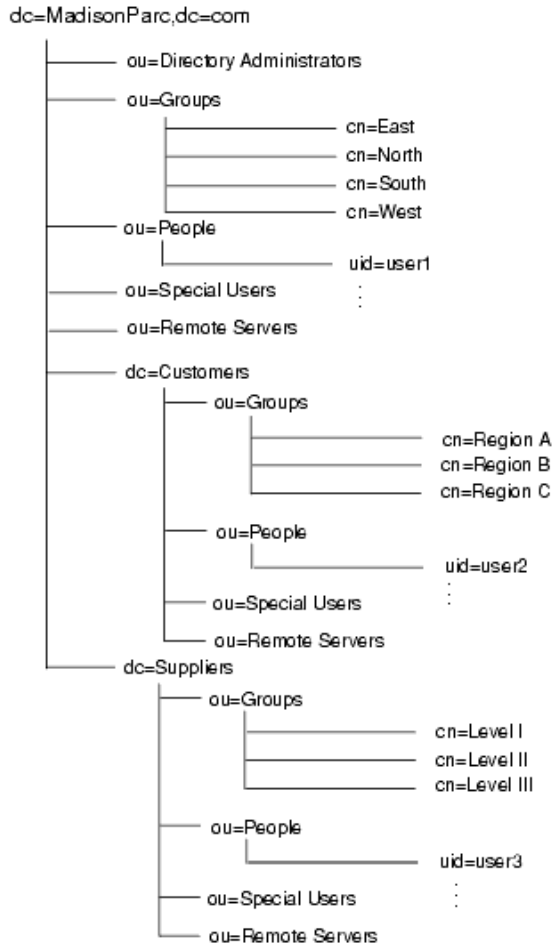 dc=MadisonParc,dc=com
ou=Directory Administrators
ou=Groups
cn=East
cn=North
cn=South
cn=West
ou=People
uid=user1
ou=Special Users
ou=Remote Servers
dc=Customers
ou=Groups
cn=Region A
cn=Region B
cn=Region C
ou=People
uid=user2
ou=Special Users
ou=Remote Servers
dc=Suppliers
ou=Groups
cn=Level I
cn=Level II
cn=Level III
ou=People
uid=user3
ou=Special Users
ou=Remote Servers